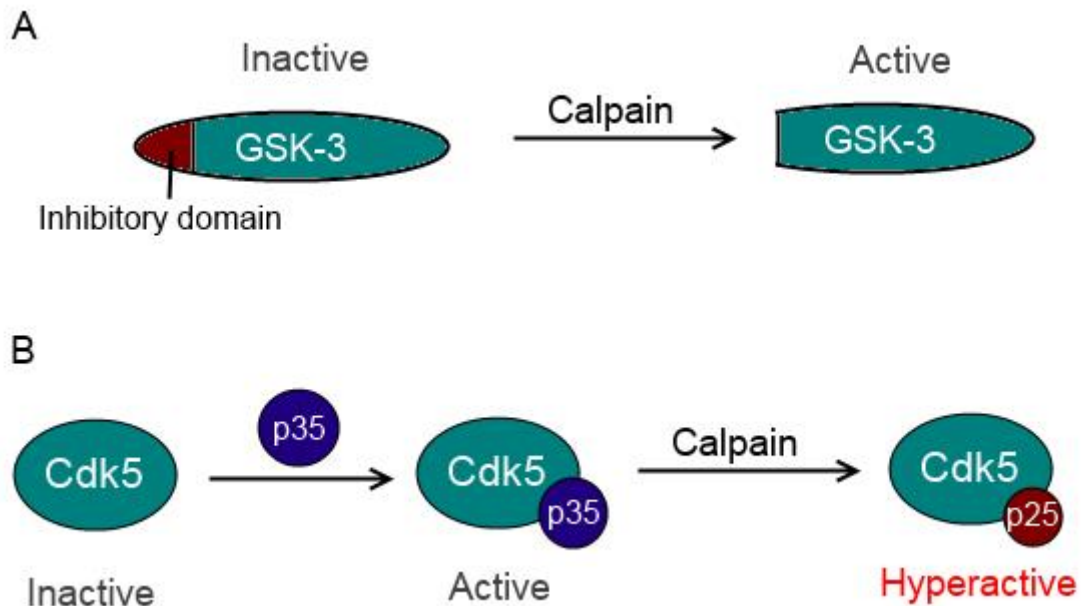 A
Inactive
Active
GSK-3
Calpain
GSK-3
Inhibitory domain
B
Cdk5
p35
Cdk5
p35
Calpain
Cdk5
p25
Inactive
Active
Hyperactive